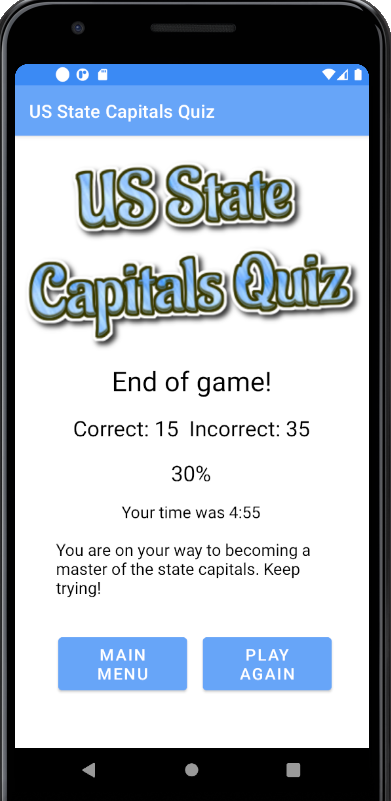 US State Capitals Quiz
US State
Capitals Quiz
End of game!
Correct: 15 Incorrect: 35
30%
Your time was 4:55
You are on your way to becoming a
master of the state capitals. Keep
trying!
MAIN
MENU
PLAY
AGAIN